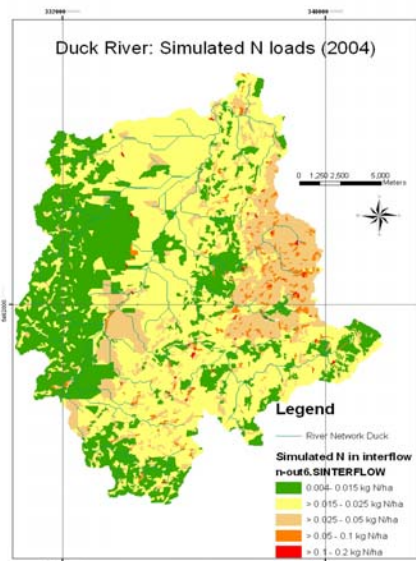 332000 348000
Duck River: Simulated N loads (2004)
0 1,250 2,500 5,000
Meters
Legend
River Network Duck
Simulated N in interflow
n-out6.SINTERFLOW
0.004- 0.015 kg N/ha
> 0.015 - 0.025 kg N/ha
> 0.025 - 0.05 kg N/ha
> 0.05 - 0.1 kg N/ha
> 0.1 - 0.2 kg N/ha